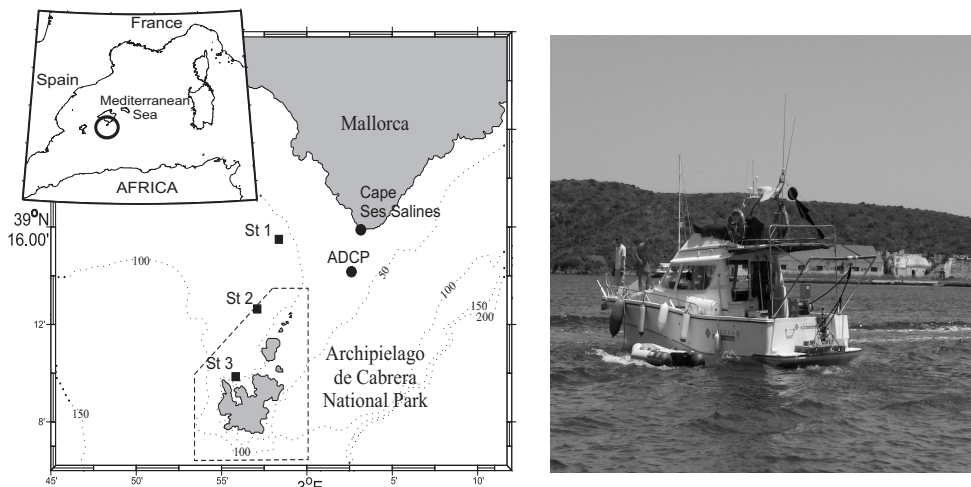 France
Spain
Mediterranean
Sea
AFRICA
Mallorca
Cape
Ses Salines
39°N
16.00'
St 1
ADCP
50
100
100
150
200
St 2
12'
St 3
Archipielago
de Cabrera
National Park
150
8'
100
45'
50'
55'
2°E
5'
10'